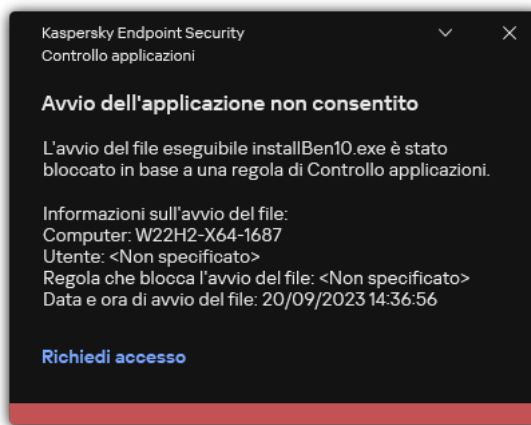 Kaspersky Endpoint Security
Controllo applicazioni
Avvio dell'applicazione non consentito
L'avvio del file eseguibile installBen10.exe è stato
bloccato in base a una regola di Controllo applicazioni.
Informazioni sull'avvio del file:
Computer: W22H2-X64-1687
Utente: <Non specificato>
Regola che blocca l'avvio del file: <Non specificato>
Data e ora di avvio del file: 20/09/2023 14:36:56
Richiedi accesso